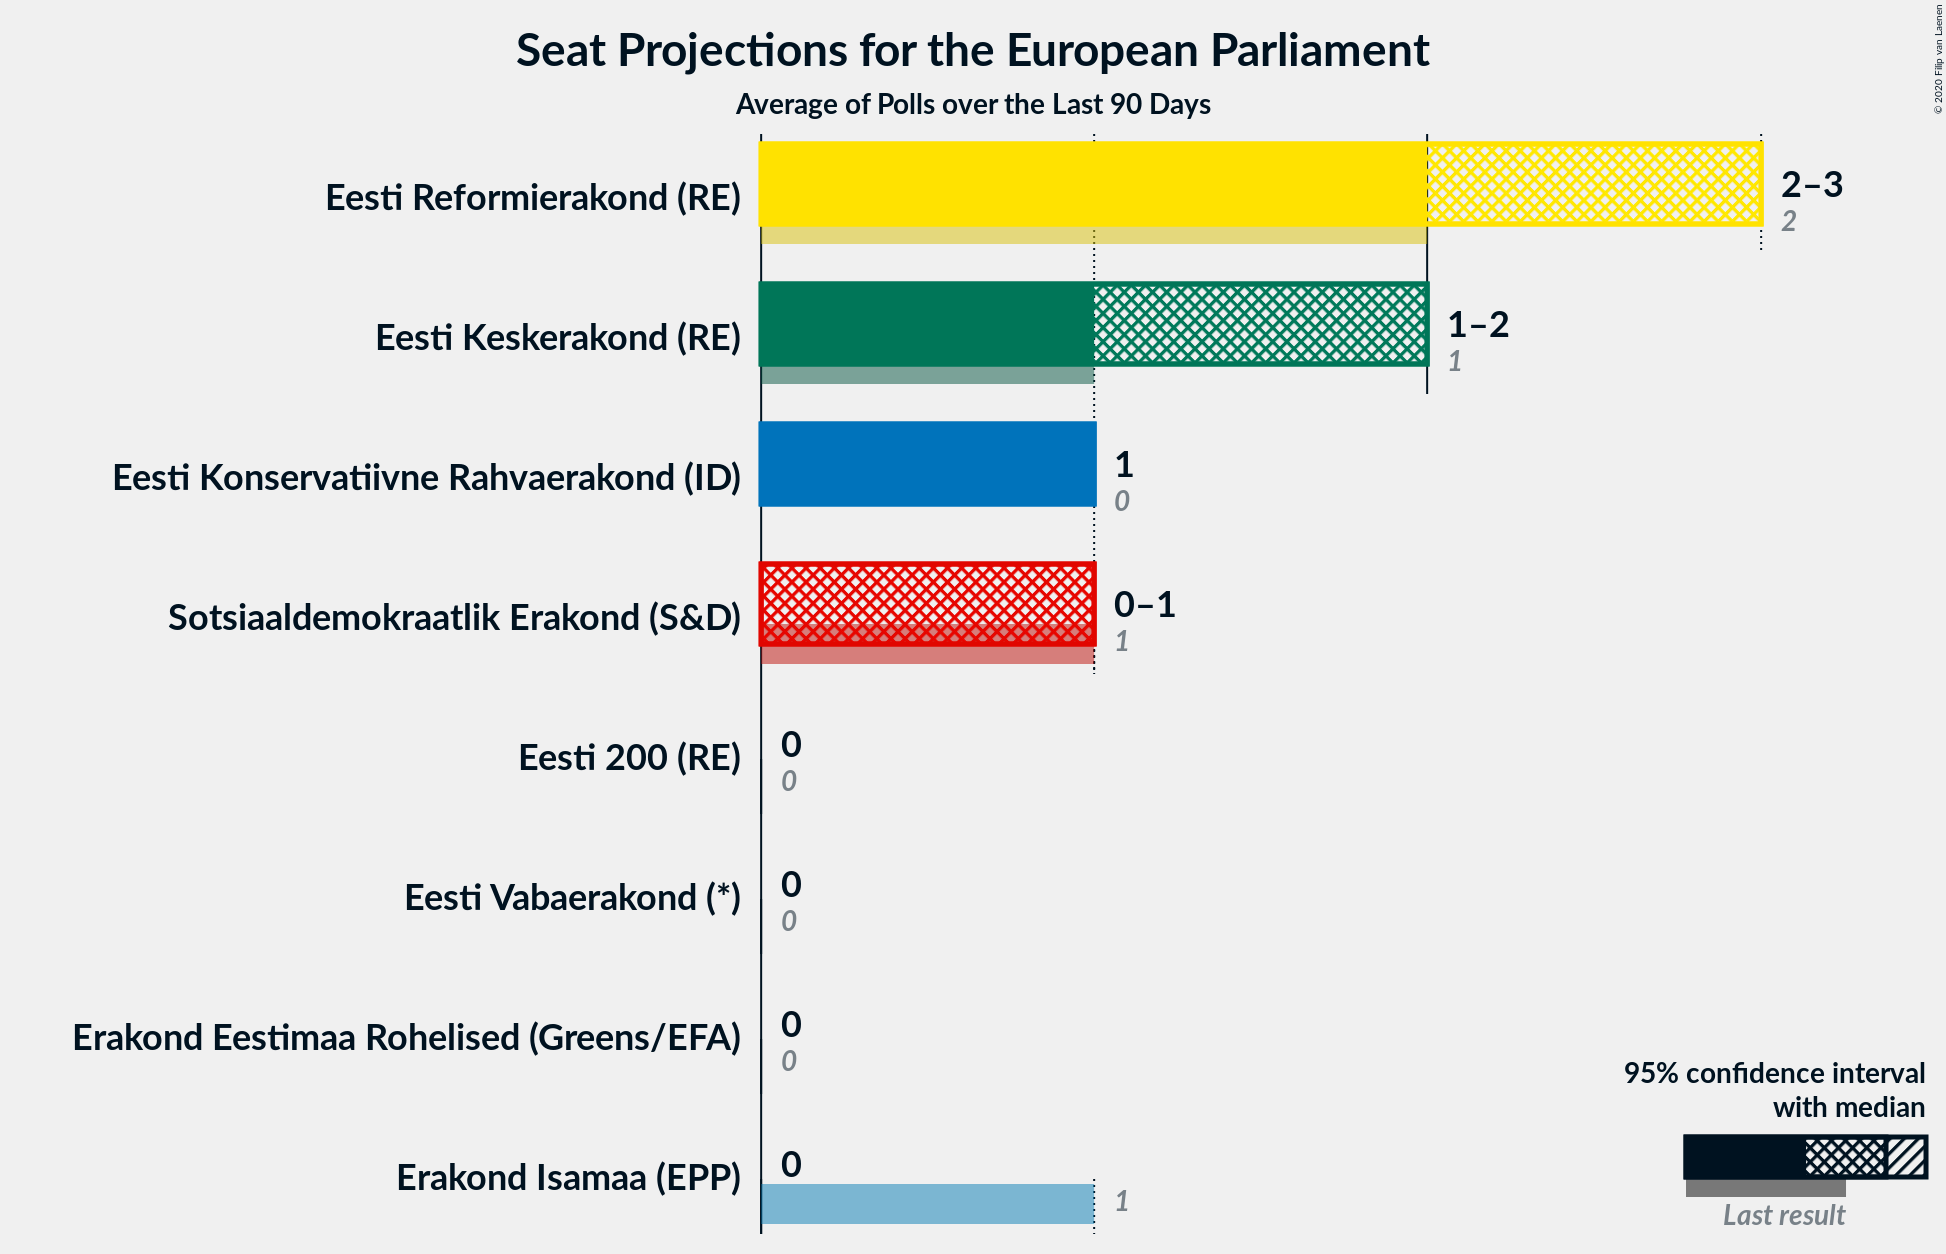 Seat Projections for the European Parliament
Average of Polls over the Last 90 Days
© 2020 Filip van Laenen
Eesti Reformierakond (RE)
2–3
2
Eesti Keskerakond (RE)
1–2
1
Eesti Konservatiivne Rahvaerakond (ID)
1
0
Sotsiaaldemokraatlik Erakond (S&D)
0–1
1
Eesti 200 (RE)
0
0
Eesti Vabaerakond (*)
0
0
Erakond Eestimaa Rohelised (Greens/EFA)
0
0
Erakond Isamaa (EPP)
0
1
95% confidence interval
with median
Last result